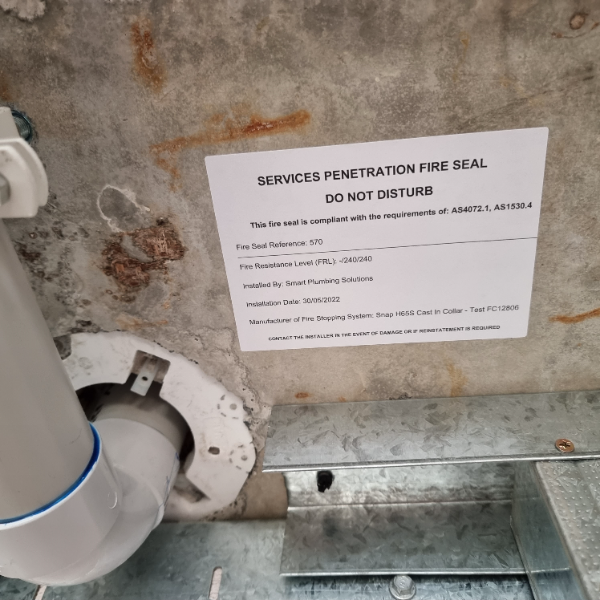 SERVICES PENETRATION FIRE SEAL
DO NOT DISTURB
This fire seal is compliant with the requirements of: AS4072.1, AS1530.4
Fire Seal Reference: 570
Fire Resistance Level (FRL): -/240/240
Installed By: Smart Plumbing Solutions
Installation Date: 30/05/2022
Manufacturer of Fire Stopping System: Snap H65S Cast In Collar - Test FC12806
CONTACT THE INSTALLER IN THE EVENT OF DAMAGE OR IF REINSTATEMENT IS REQUIRED